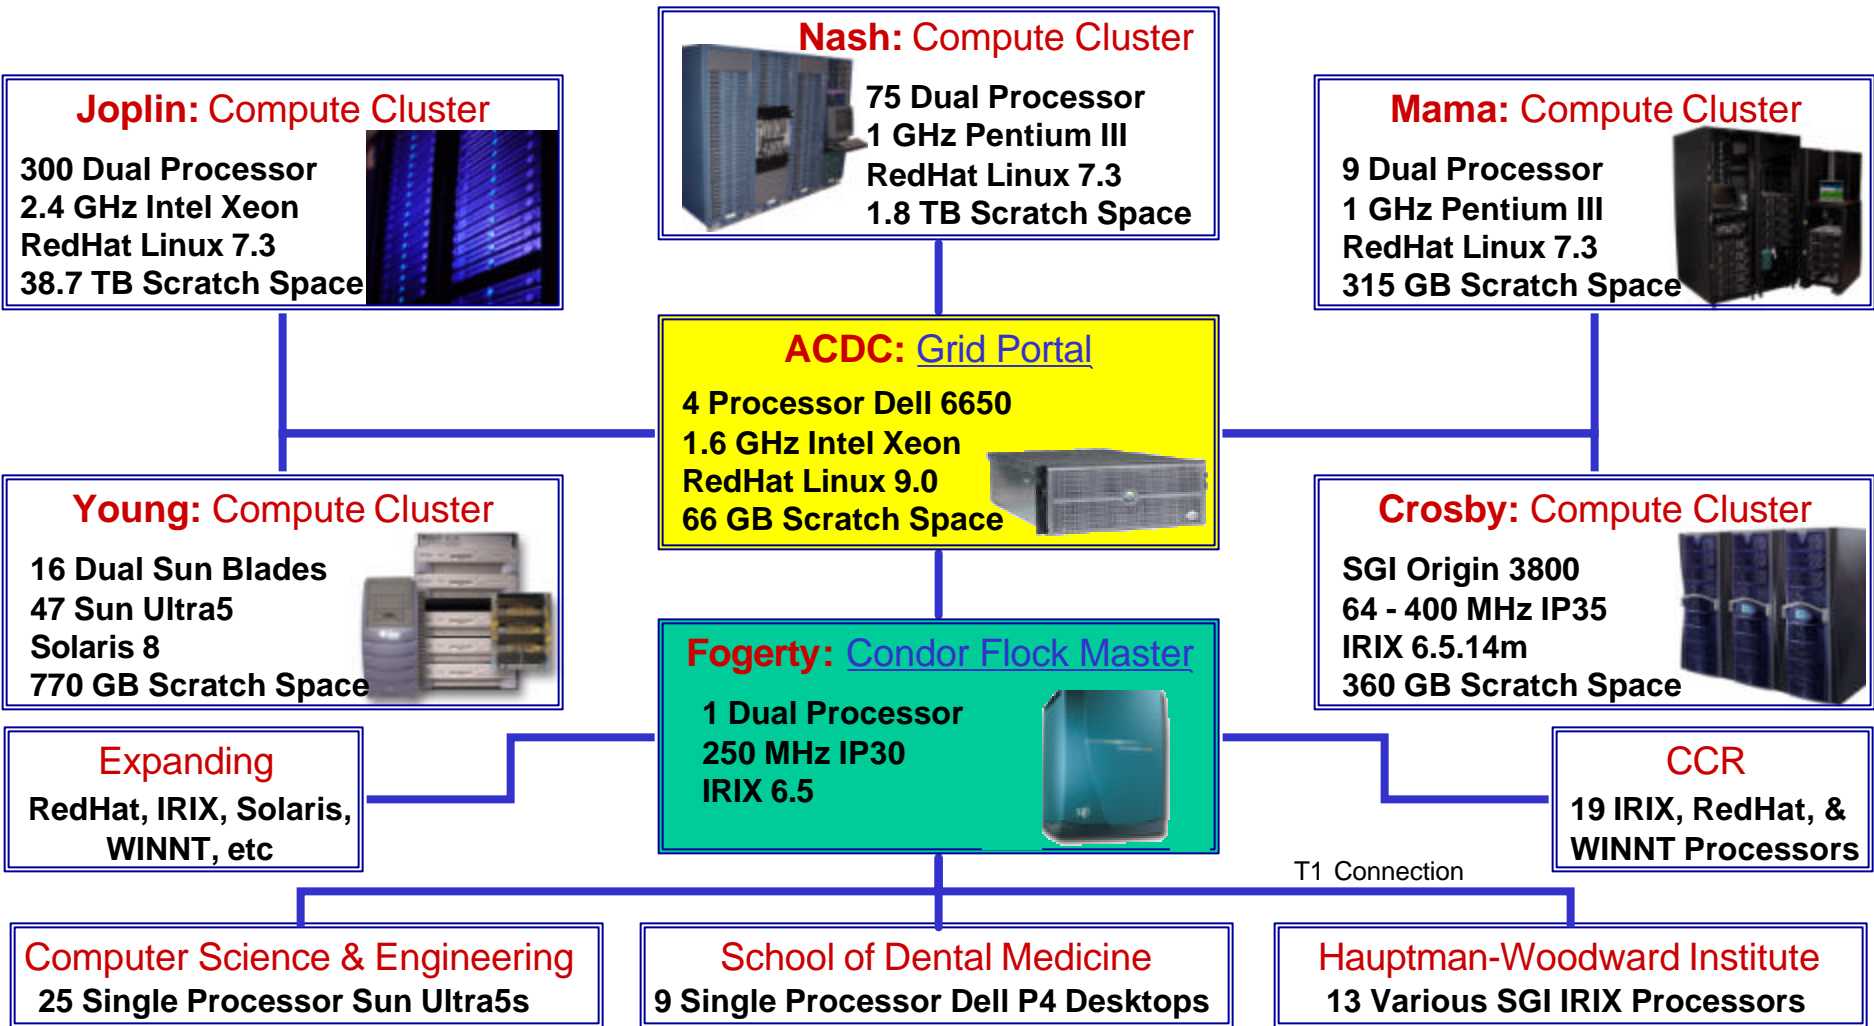 Nash: Compute Cluster
75 Dual Processor
1 GHz Pentium III
RedHat Linux 7.3
1.8 TB Scratch Space
Joplin: Compute Cluster
300 Dual Processor
2.4 GHz Intel Xeon
RedHat Linux 7.3
38.7 TB Scratch Space
Mama: Compute Cluster
9 Dual Processor
1 GHz Pentium III
RedHat Linux 7.3
315 GB Scratch Space
ACDC: Grid Portal
4 Processor Dell 6650
1.6 GHz Intel Xeon
RedHat Linux 9.0
66 GB Scratch Space
Young: Compute Cluster
16 Dual Sun Blades
47 Sun Ultra5
Solaris 8
770 GB Scratch Space
Crosby: Compute Cluster
SGI Origin 3800
64 - 400 MHz IP35
IRIX 6.5.14m
360 GB Scratch Space
Fogerty: Condor Flock Master
1 Dual Processor
250 MHz IP30
IRIX 6.5
Expanding
RedHat, IRIX, Solaris,
WINNT, etc
CCR
19 IRIX, RedHat, &
WINNT Processors
T1 Connection
Computer Science & Engineering
25 Single Processor Sun Ultra5s
School of Dental Medicine
9 Single Processor Dell P4 Desktops
Hauptman-Woodward Institute
13 Various SGI IRIX Processors